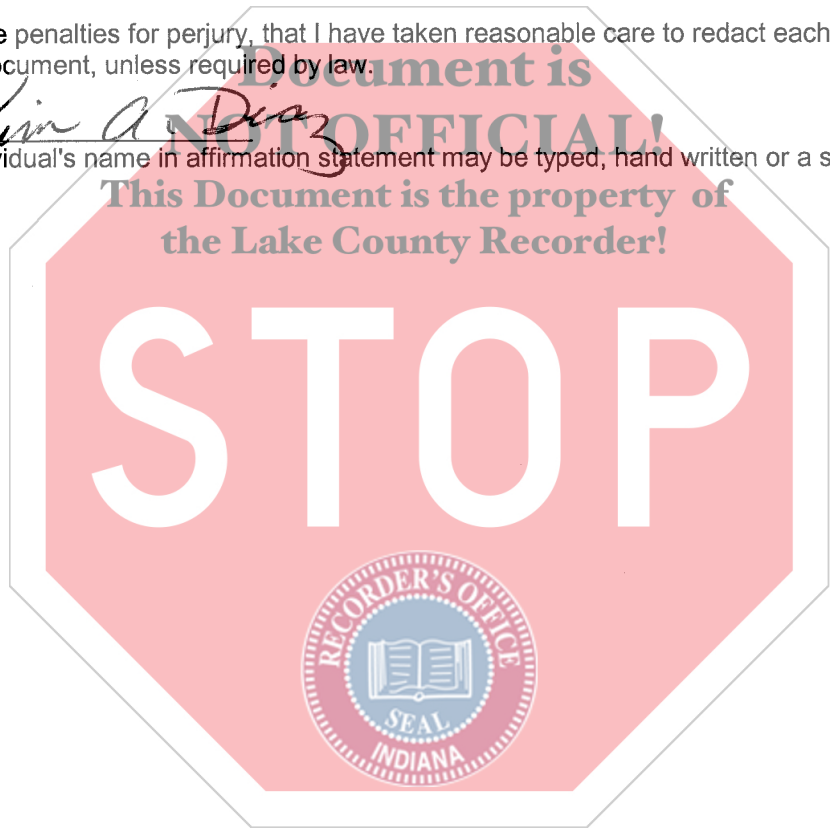 e penalties for perjury, that I have taken reasonable care to redact each
ocument, unless required by law.
Document is
A. Diaz
NOT OFFICIAL!
vidual's name in affirmation statement may be typed, hand written or a s
This Document is the property of
the Lake County Recorder!
STOP
RECORDER'S OFFICE
SEAL
INDIANA